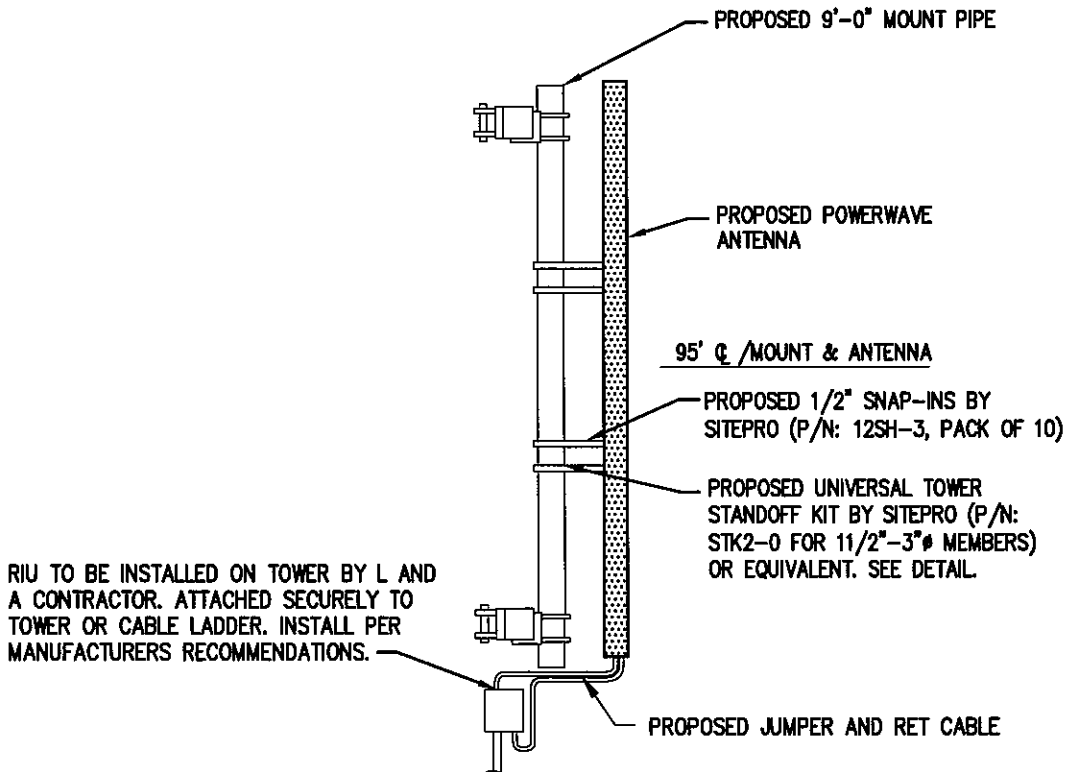 PROPOSED 9'-0" MOUNT PIPE
PROPOSED POWERWAVE
ANTENNA
95' ℄ /MOUNT & ANTENNA
PROPOSED 1/2" SNAP-INS BY
SITEPRO (P/N: 12SH-3, PACK OF 10)
PROPOSED UNIVERSAL TOWER
STANDOFF KIT BY SITEPRO (P/N:
STK2-0 FOR 11/2"-3"ø MEMBERS)
OR EQUIVALENT. SEE DETAIL.
RIU TO BE INSTALLED ON TOWER BY L AND
A CONTRACTOR. ATTACHED SECURELY TO
TOWER OR CABLE LADDER. INSTALL PER
MANUFACTURERS RECOMMENDATIONS.
PROPOSED JUMPER AND RET CABLE